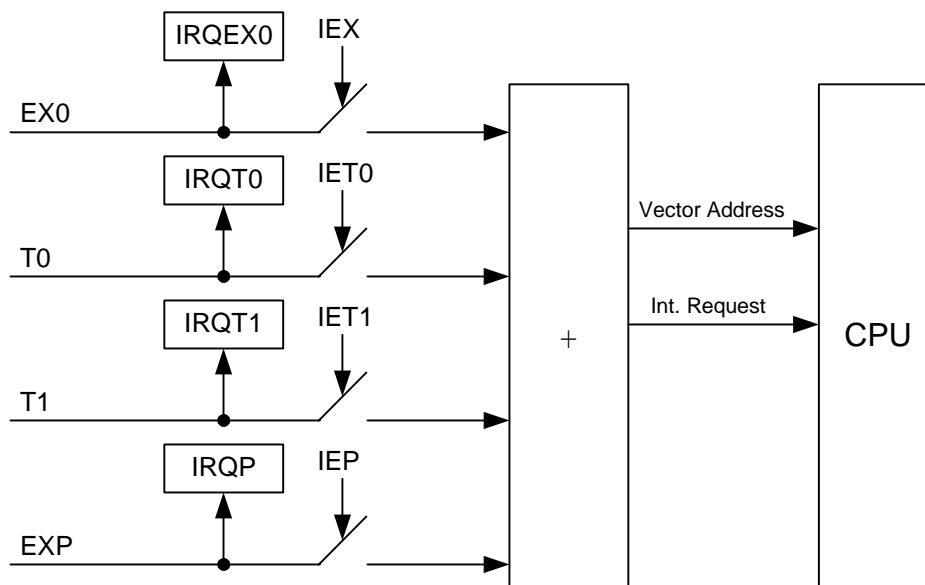 IRQEX0
IEX
EX0
IRQT0
IET0
Vector Address
T0
IRQT1
IET1
Int. Request
+
CPU
T1
IRQP
IEP
EXP